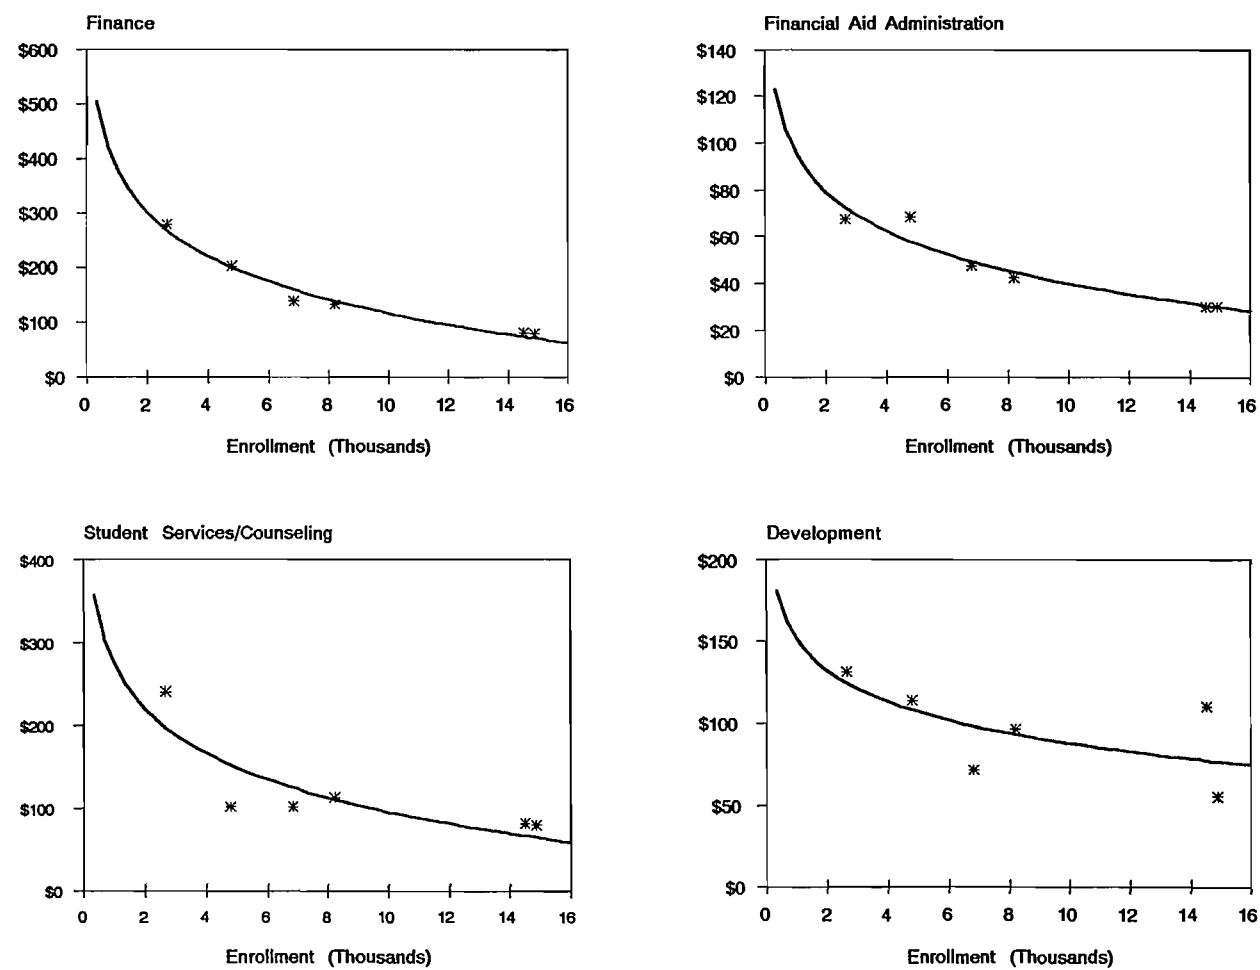 Finance
$600
$500
$400
$300
$200
$100
$0
0 2 4 6 8 10 12 14 16
Enrollment (Thousands)
Financial Aid Administration
$140
$120
$100
$80
$60
$40
$20
$0
0 2 4 6 8 10 12 14 16
Enrollment (Thousands)
Student Services/Counseling
$400
$300
$200
$100
$0
0 2 4 6 8 10 12 14 16
Enrollment (Thousands)
Development
$200
$150
$100
$50
$0
0 2 4 6 8 10 12 14 16
Enrollment (Thousands)